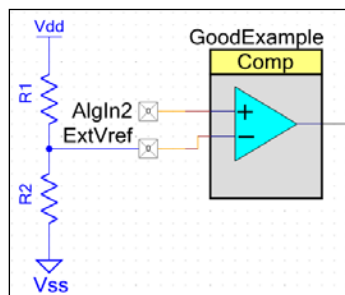 GoodExample
Vdd
Comp
R1
AlgIn2
+
ExtVref
−
R2
Vss